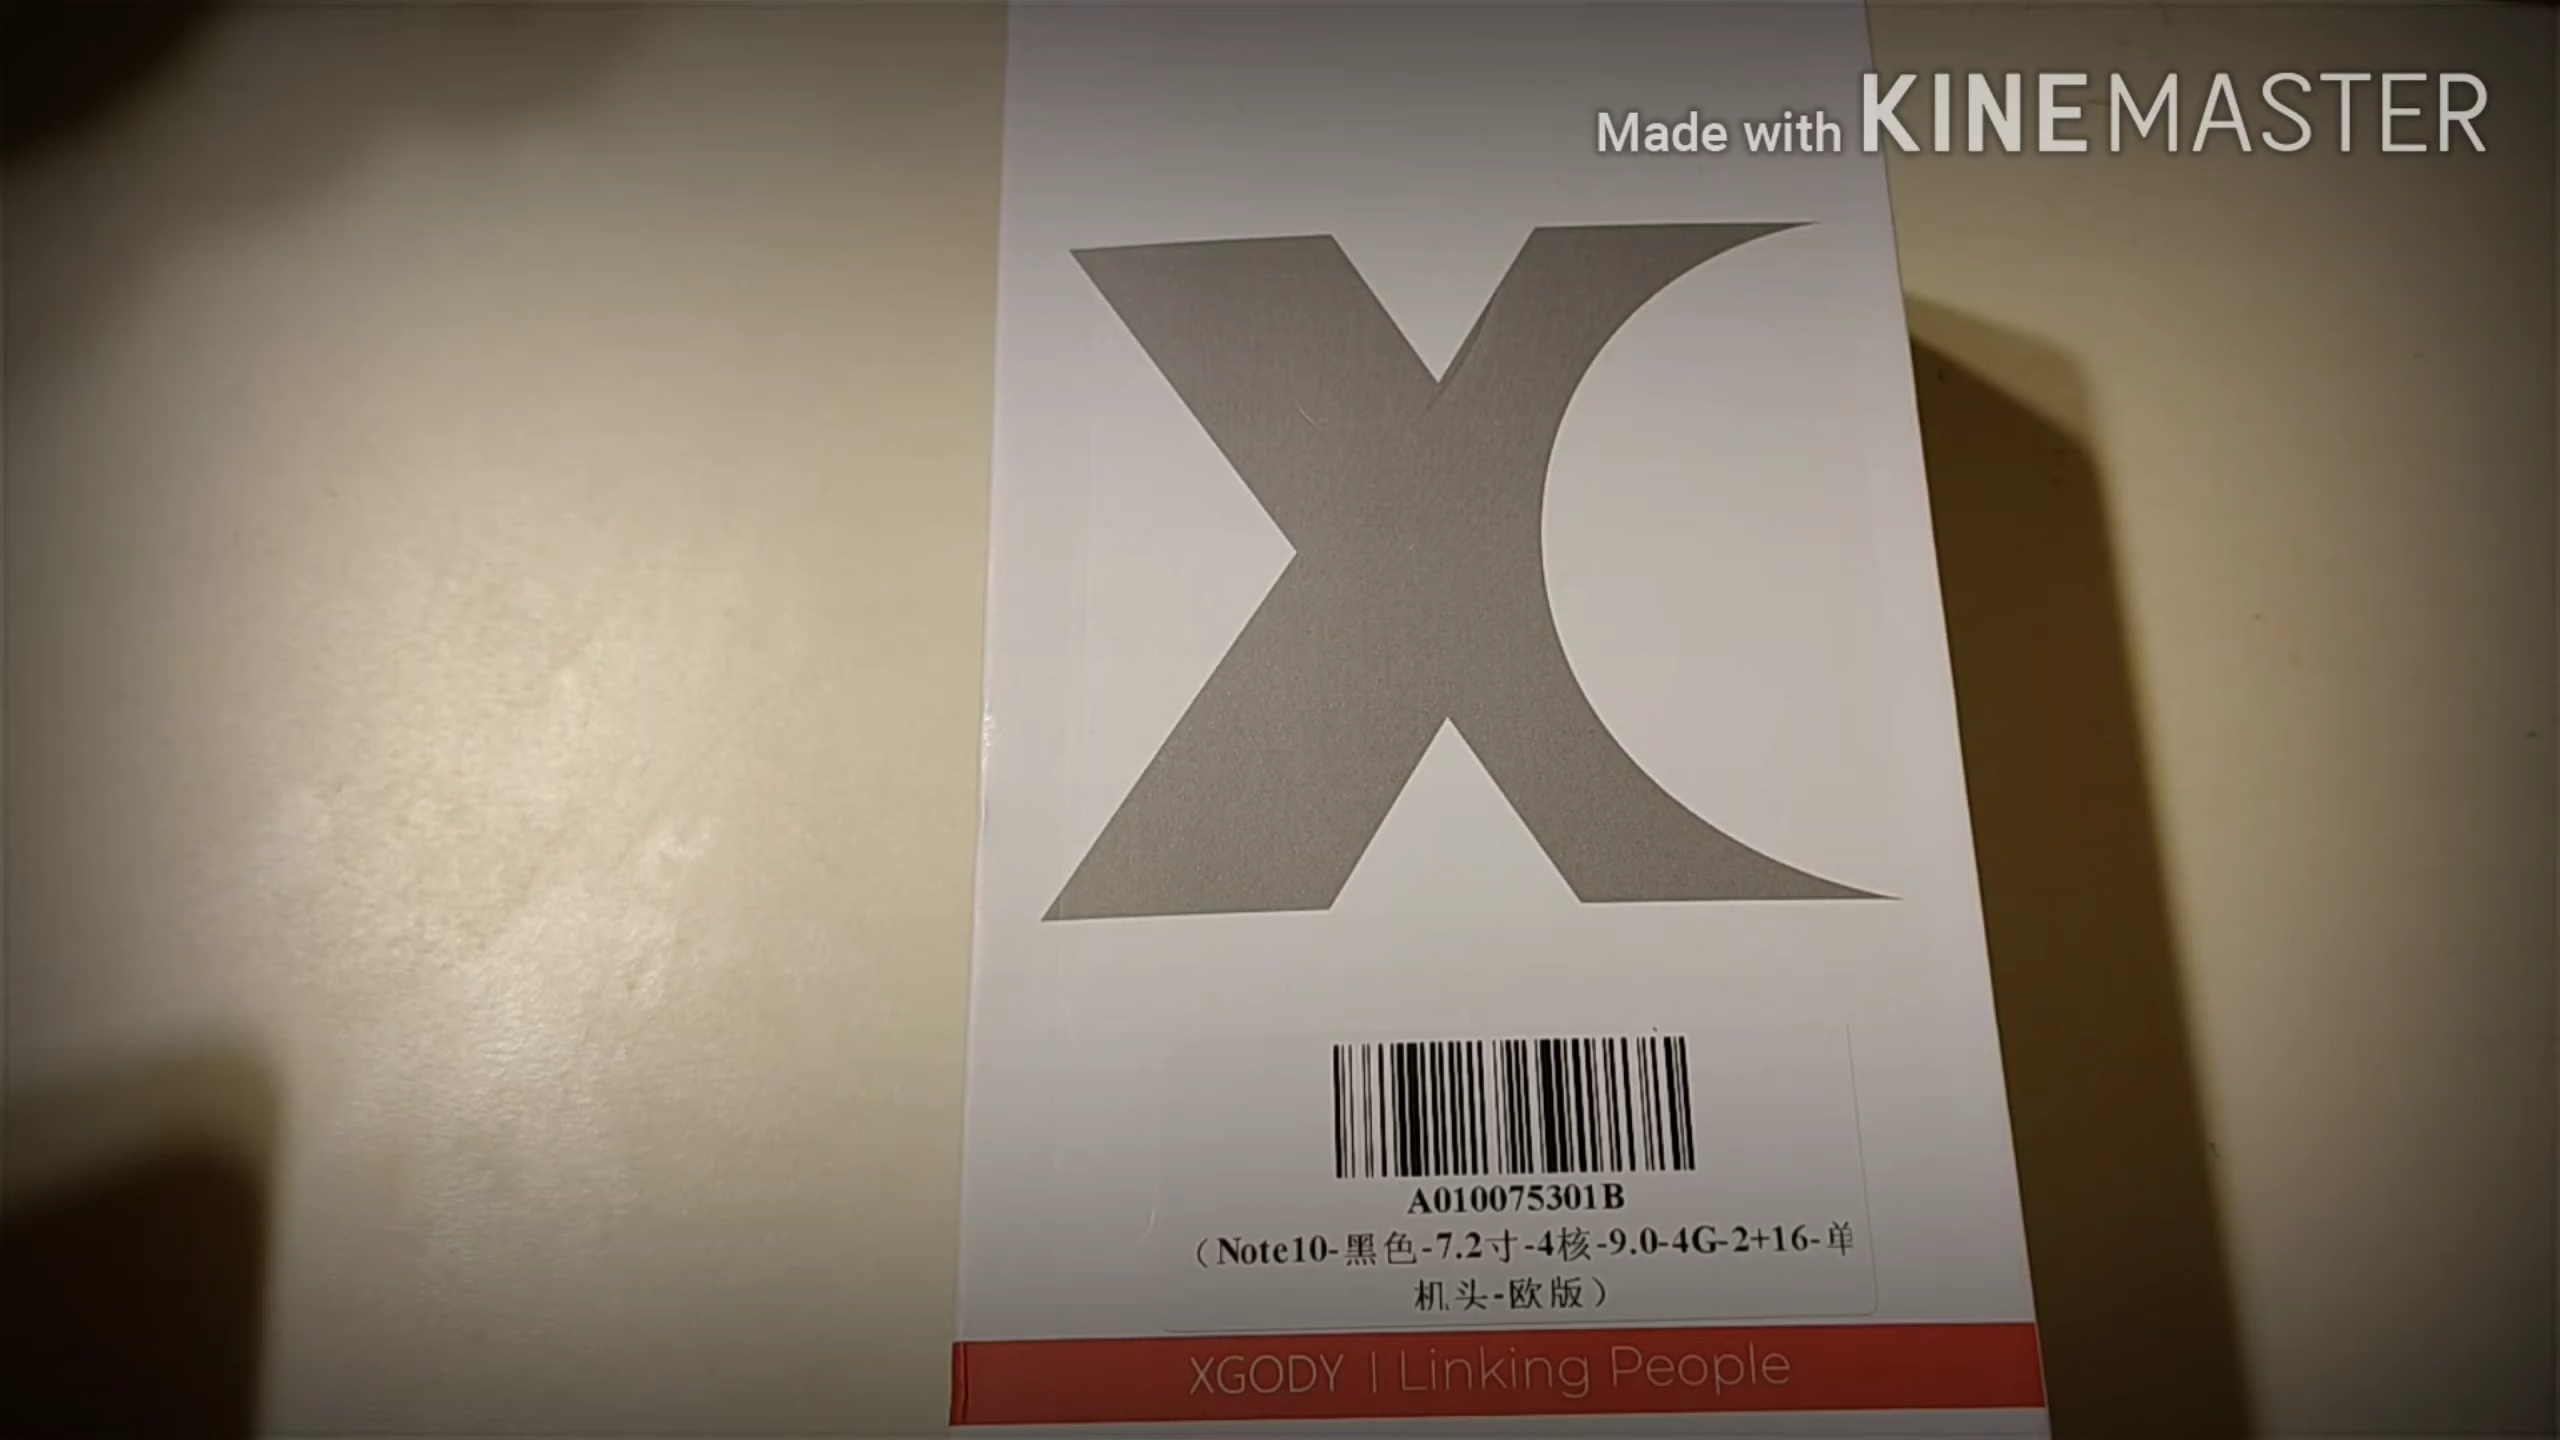 Made with KINEMASTER
X
A010075301B
（Note10-黑色-7.2寸-4核-9.0-4G-2+16-单
机头-欧版）
XGODY | Linking People